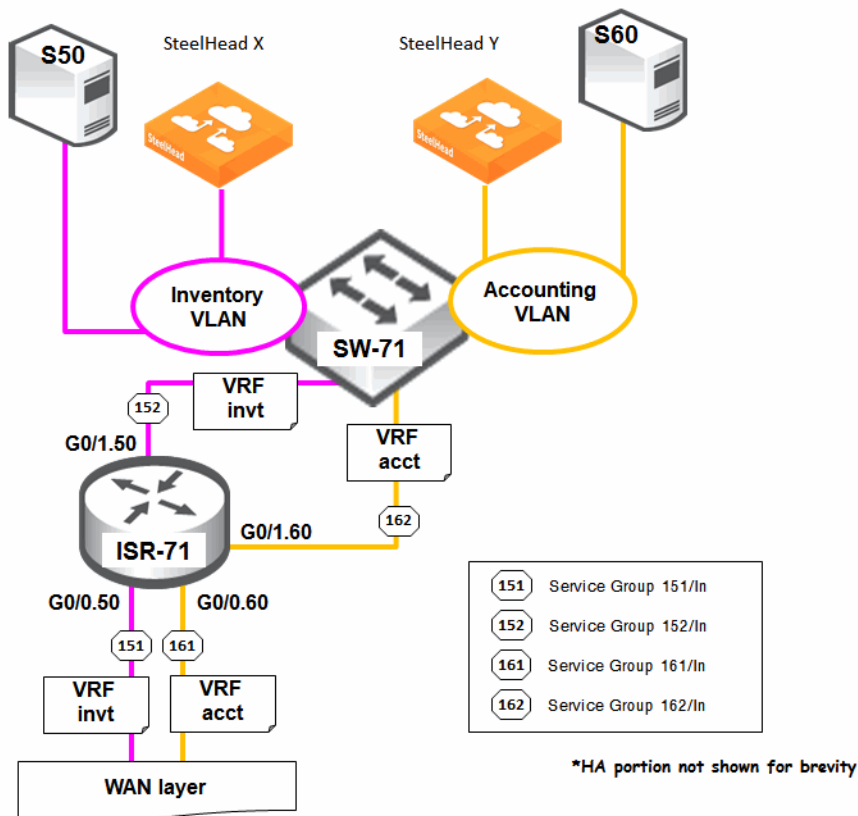 S50
SteelHead X
SteelHead Y
S60
SteelHead
SteelHead
Inventory
VLAN
Accounting
VLAN
SW-71
VRF
invt
152
G0/1.50
VRF
acct
162
G0/1.60
ISR-71
G0/0.50
G0/0.60
151
161
VRF
invt
VRF
acct
WAN layer
151 Service Group 151/In
152 Service Group 152/In
161 Service Group 161/In
162 Service Group 162/In
*HA portion not shown for brevity